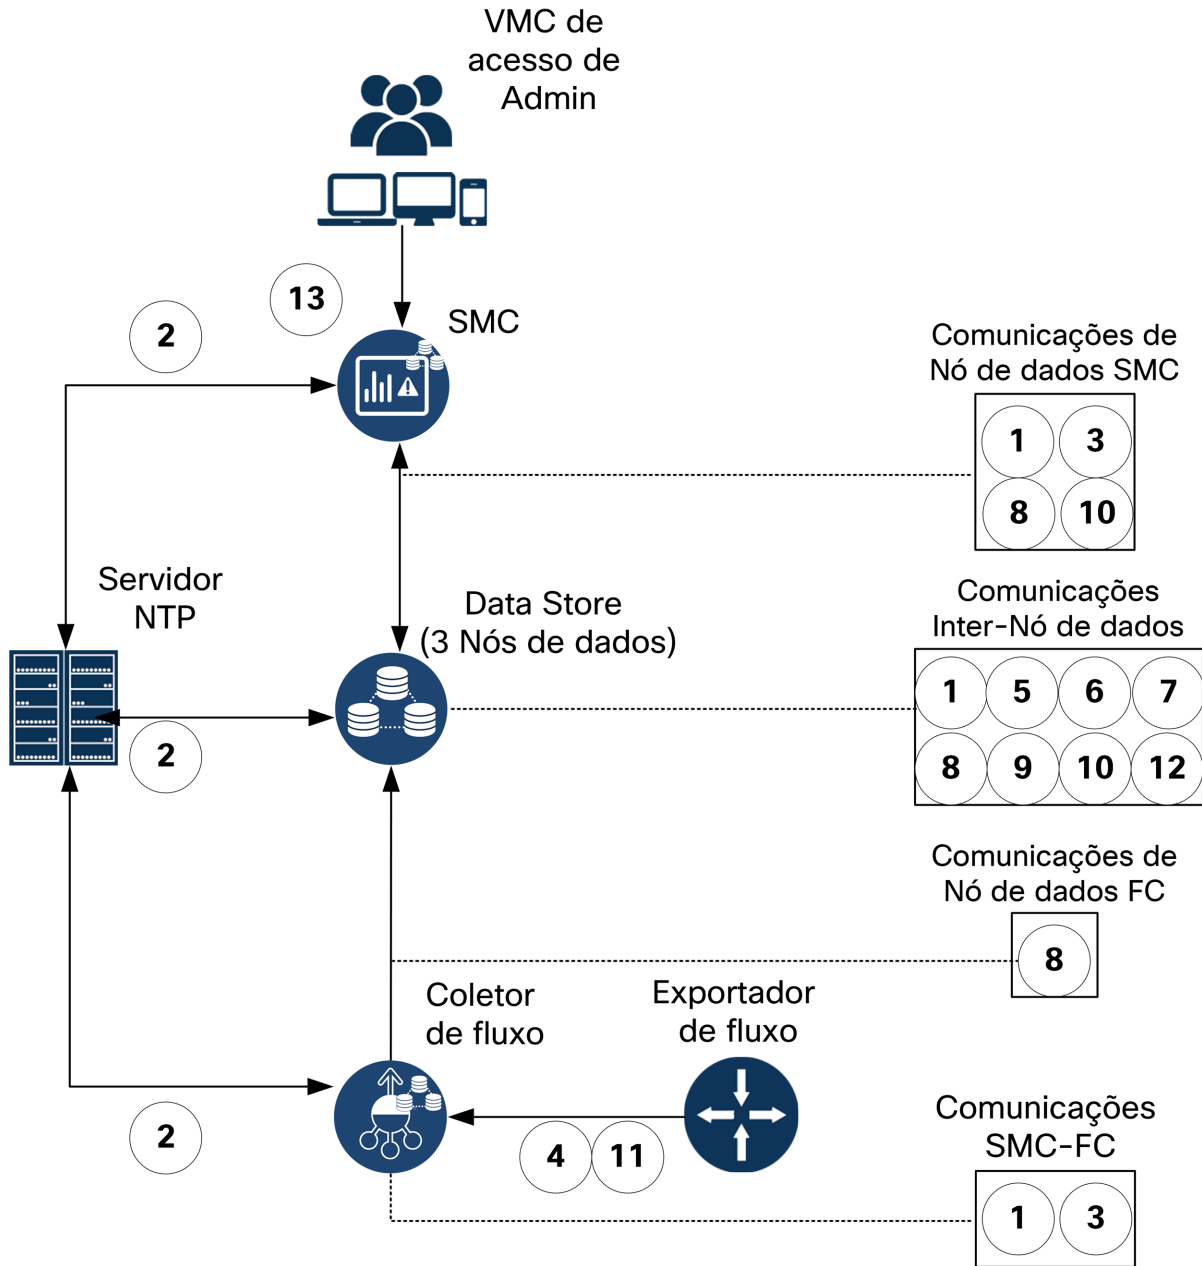 VMC de
acesso de
Admin
13
2
SMC
Comunicações de
Nó de dados SMC
1 3
8 10
Servidor
NTP
Data Store
(3 Nós de dados)
Comunicações
Inter-Nó de dados
1 5 6 7
8 9 10 12
2
Comunicações de
Nó de dados FC
8
Coletor
de fluxo
Exportador
de fluxo
2
4 11
Comunicações
SMC-FC
1 3